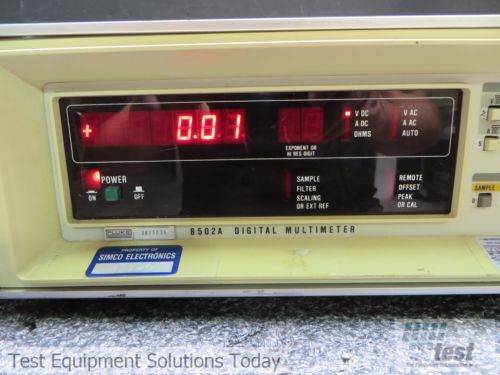 + 0.01
V DC
A DC
OHMS
V AC
A AC
AUTO
EXPONENT OR
HI RES DIGIT
POWER
ON
OFF
SAMPLE
FILTER
SCALING
OR EXT REF
REMOTE
OFFSET
PEAK
OR CAL
SAMPLE
FLUKE
8502A DIGITAL MULTIMETER
PROPERTY OF
SIMCO ELECTRONICS
test
Test Equipment Solutions Today